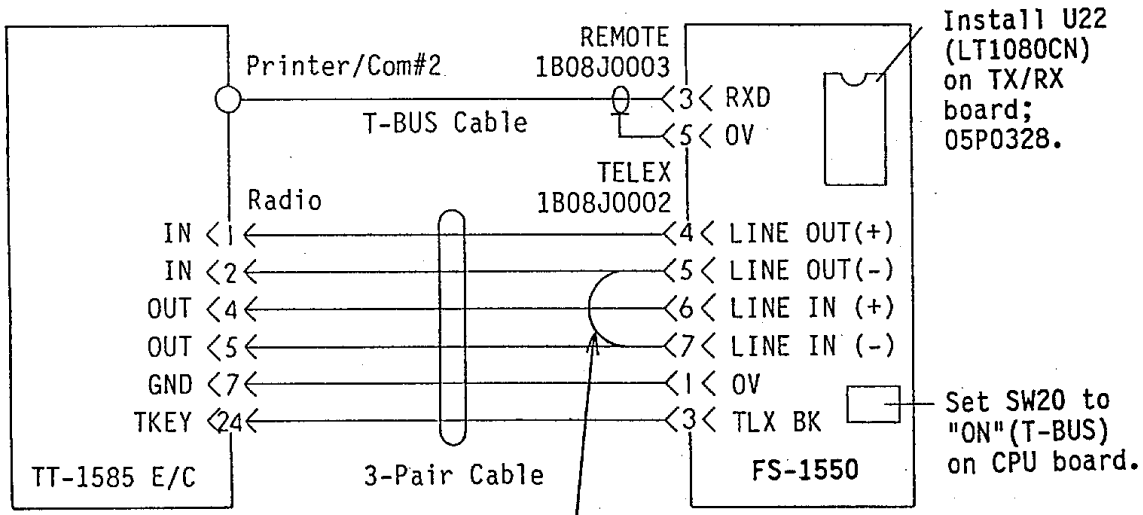 Printer/Com#2
REMOTE
1B08J0003
3 RXD
T-BUS Cable
5 0V
TELEX
1B08J0002
Radio
IN 1
4 LINE OUT(+)
IN 2
5 LINE OUT(-)
OUT 4
6 LINE IN (+)
OUT 5
7 LINE IN (-)
GND 7
1 0V
TKEY 24
3 TLX BK
TT-1585 E/C
3-Pair Cable
FS-1550
Install U22
(LT1080CN)
on TX/RX
board;
05P0328.
Set SW20 to
"ON"(T-BUS)
on CPU board.